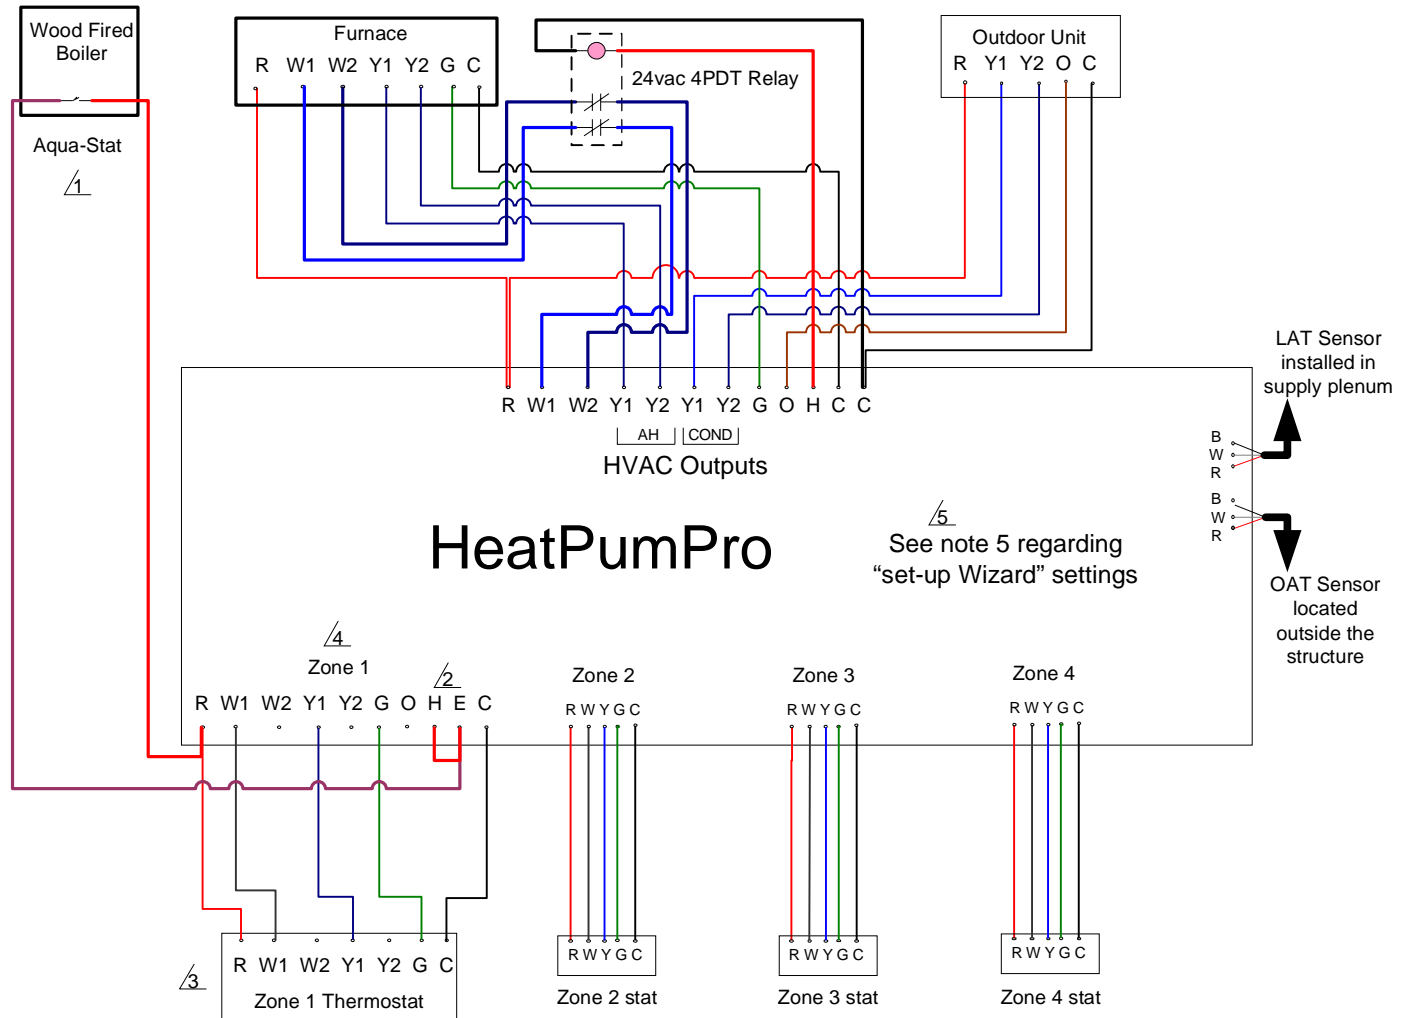 Wood Fired
Boiler
Aqua-Stat
1
Furnace
R W1 W2 Y1 Y2 G C
24vac 4PDT Relay
Outdoor Unit
R Y1 Y2 O C
R W1 W2 Y1 Y2 Y1 Y2 G O H C C
AH COND
HVAC Outputs
HeatPumPro
5
See note 5 regarding
“set-up Wizard” settings
LAT Sensor
installed in
supply plenum
B
W
R
B
W
R
OAT Sensor
located
outside the
structure
4
Zone 1
2
R W1 W2 Y1 Y2 G O H E C
Zone 2
R W Y G C
Zone 3
R W Y G C
Zone 4
R W Y G C
3
R W1 W2 Y1 Y2 G C
Zone 1 Thermostat
R W Y G C
Zone 2 stat
R W Y G C
Zone 3 stat
R W Y G C
Zone 4 stat